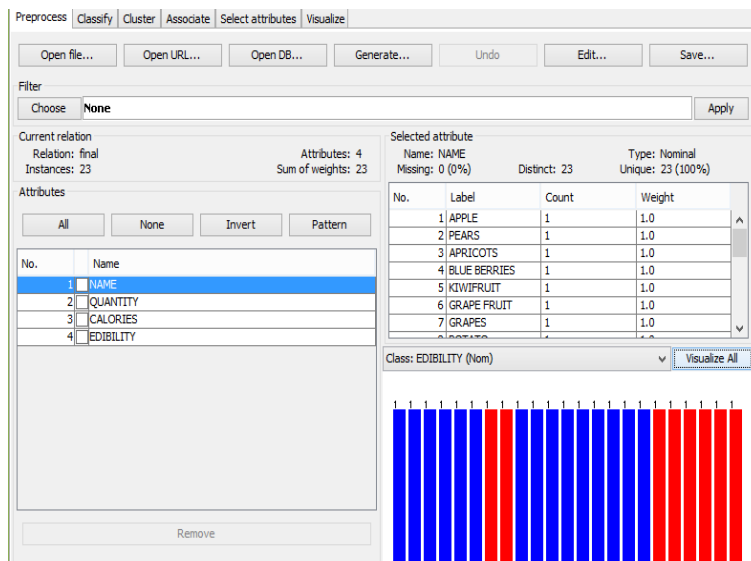 Preprocess Classify Cluster Associate Select attributes Visualize
Open file... Open URL... Open DB... Generate... Undo Edit... Save...
Filter
Choose None Apply
Current relation
Relation: final Attributes: 4
Instances: 23 Sum of weights: 23
Selected attribute
Name: NAME Type: Nominal
Missing: 0 (0%) Distinct: 23 Unique: 23 (100%)
Attributes
All None Invert Pattern
No. Name
1 NAME
2 QUANTITY
3 CALORIES
4 EDIBILITY
Remove
No. Label Count Weight
1 APPLE 1 1.0
2 PEARS 1 1.0
3 APRICOTS 1 1.0
4 BLUE BERRIES 1 1.0
5 KIWIFRUIT 1 1.0
6 GRAPE FRUIT 1 1.0
7 GRAPES 1 1.0
Class: EDIBILITY (Nom) Visualize All
1 1 1 1 1 1 1 1 1 1 1 1 1 1 1 1 1 1 1 1 1 1 1